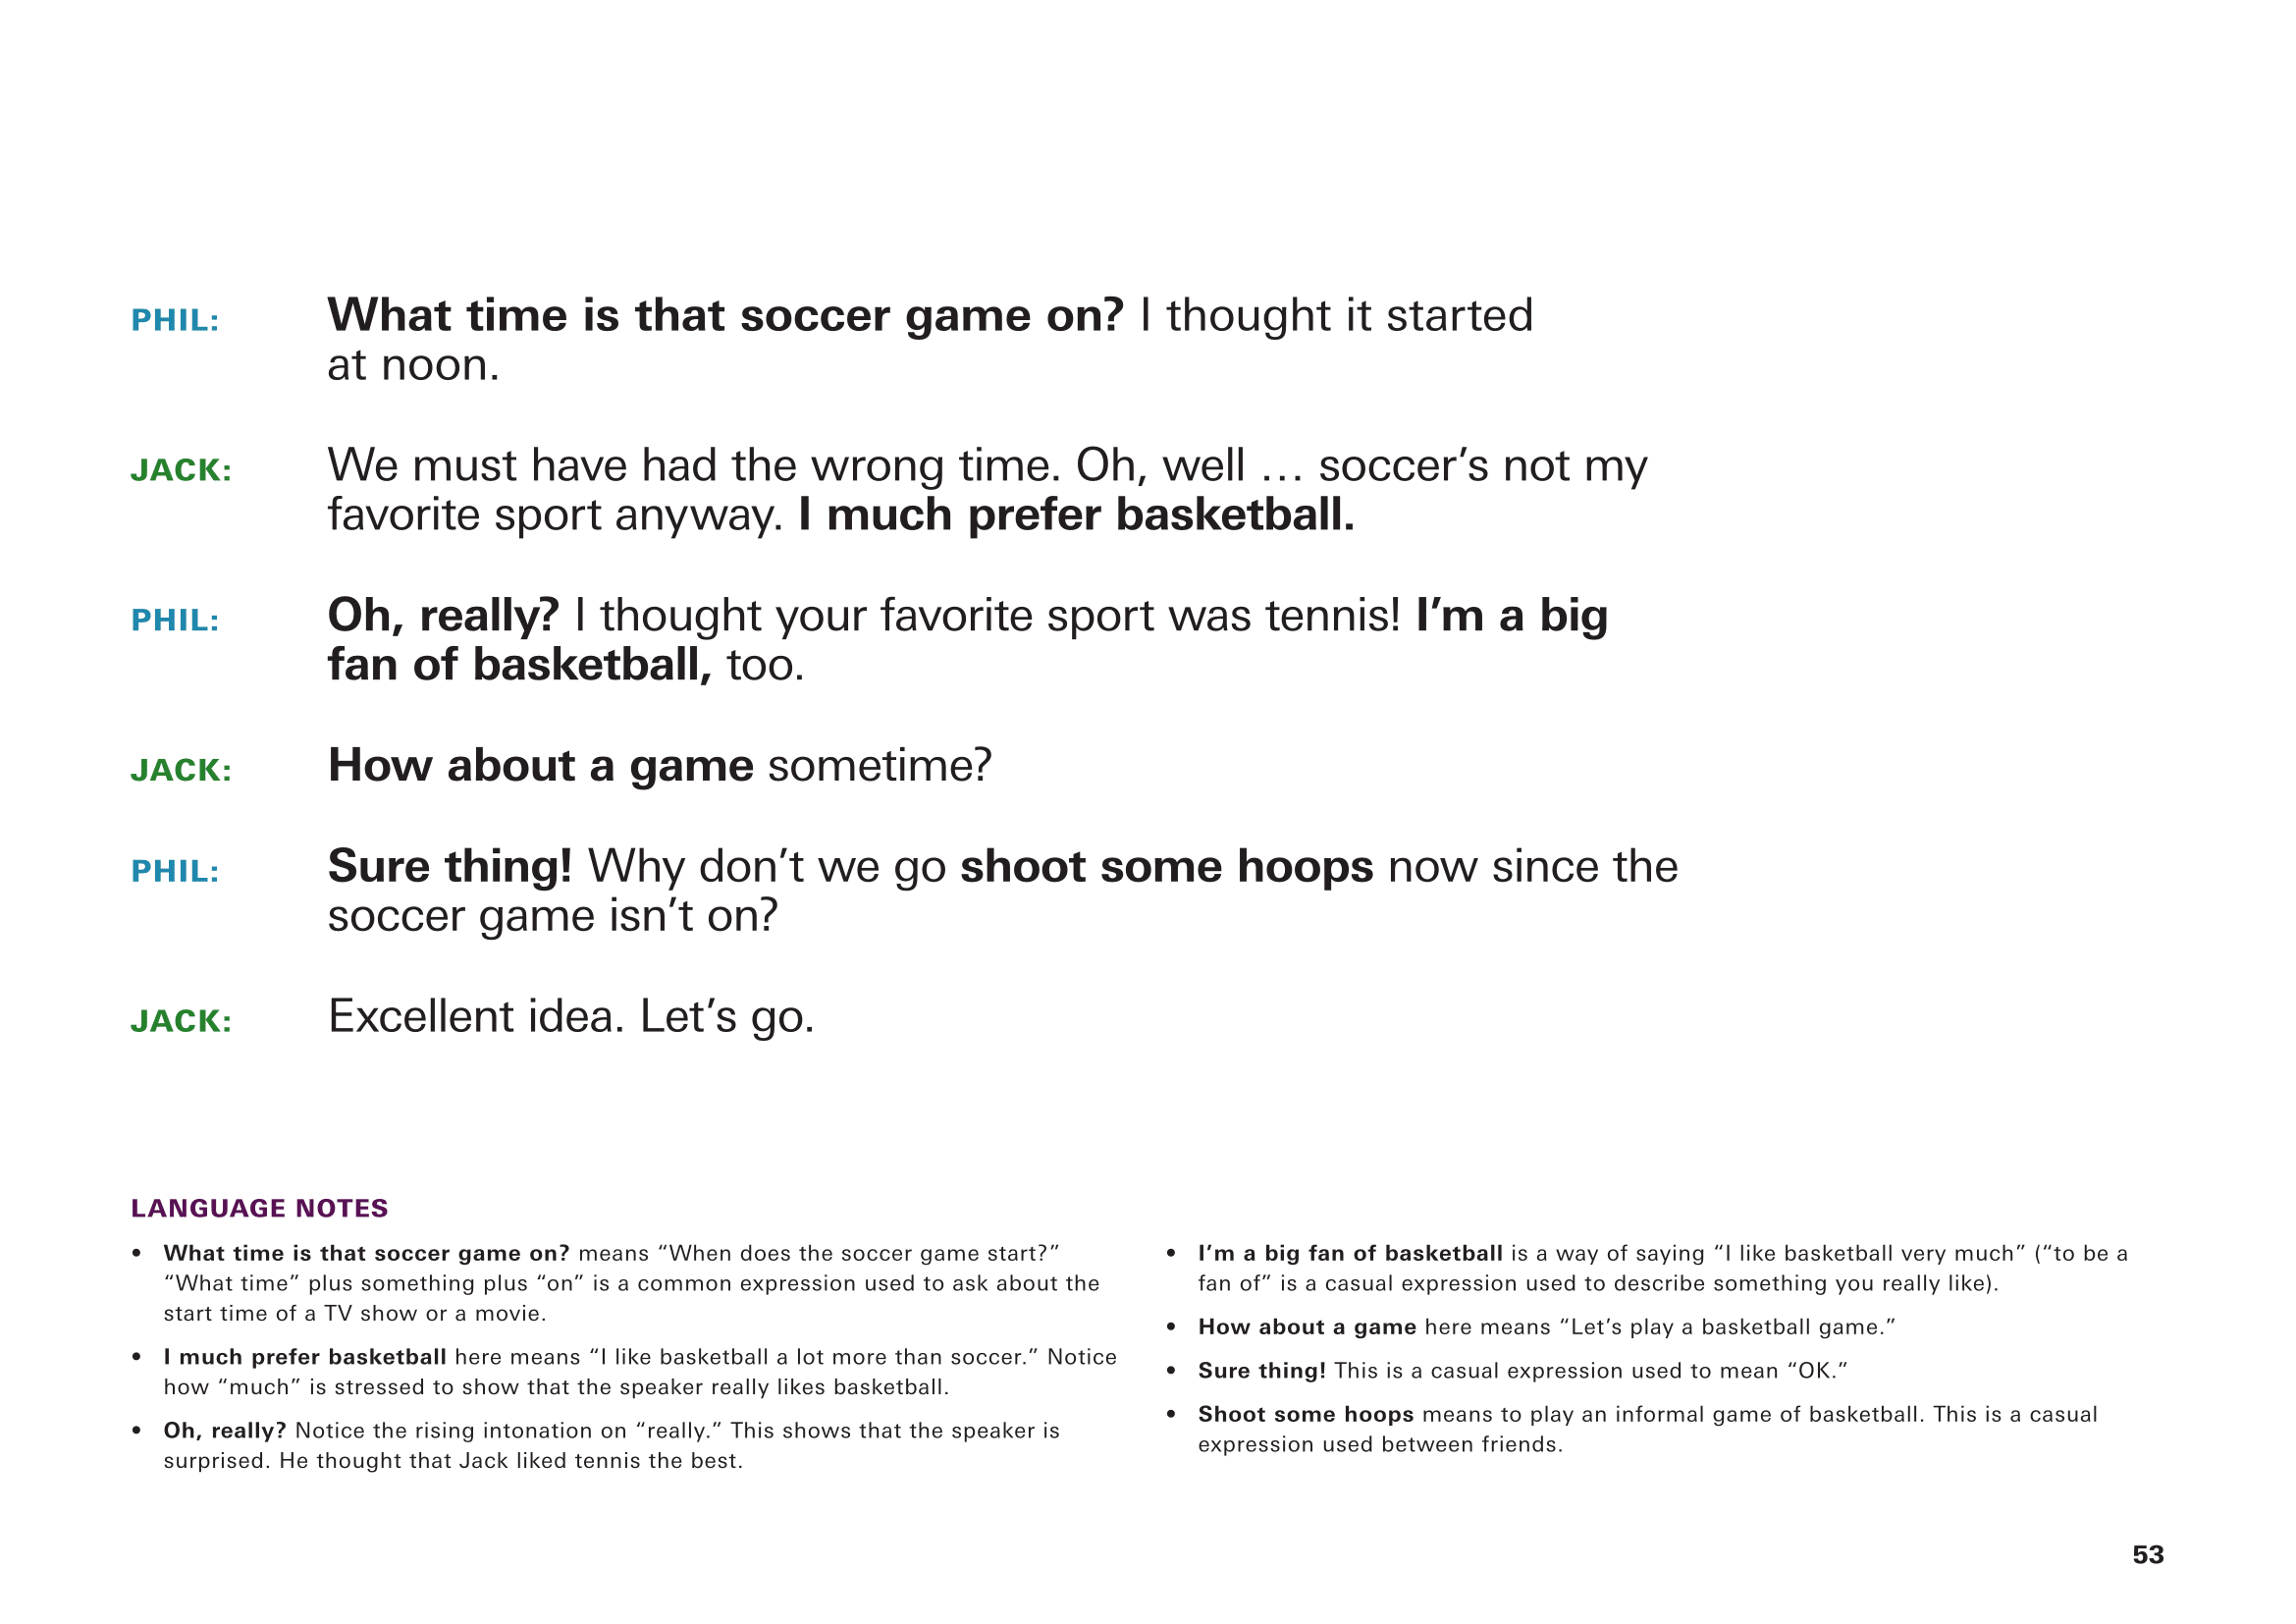 PHIL: What time is that soccer game on? I thought it started
at noon.
JACK: We must have had the wrong time. Oh, well … soccer’s not my
favorite sport anyway. I much prefer basketball.
PHIL: Oh, really? I thought your favorite sport was tennis! I’m a big
fan of basketball, too.
JACK: How about a game sometime?
PHIL: Sure thing! Why don’t we go shoot some hoops now since the
soccer game isn’t on?
JACK: Excellent idea. Let’s go.
LANGUAGE NOTES
• What time is that soccer game on? means “When does the soccer game start?”
“What time” plus something plus “on” is a common expression used to ask about the
start time of a TV show or a movie.
• I much prefer basketball here means “I like basketball a lot more than soccer.” Notice
how “much” is stressed to show that the speaker really likes basketball.
• Oh, really? Notice the rising intonation on “really.” This shows that the speaker is
surprised. He thought that Jack liked tennis the best.
• I’m a big fan of basketball is a way of saying “I like basketball very much” (“to be a
fan of” is a casual expression used to describe something you really like).
• How about a game here means “Let’s play a basketball game.”
• Sure thing! This is a casual expression used to mean “OK.”
• Shoot some hoops means to play an informal game of basketball. This is a casual
expression used between friends.
53